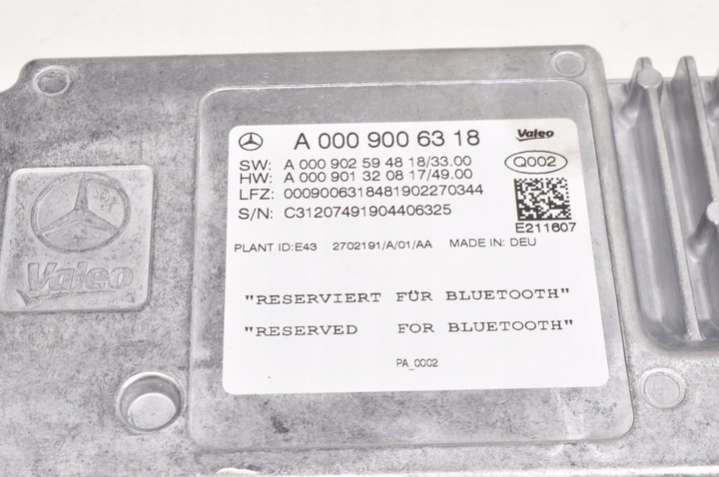 A 000 900 63 18
Valeo
SW: A 000 902 59 48 18/33.00
HW: A 000 901 32 08 17/49.00
Q002
LFZ: 0009006318481902270344
S/N: C31207491904406325
E211607
PLANT ID:E43 2702191/A/01/AA MADE IN: DEU
Valeo
"RESERVIERT FÜR BLUETOOTH"
"RESERVED FOR BLUETOOTH"
PA_0002